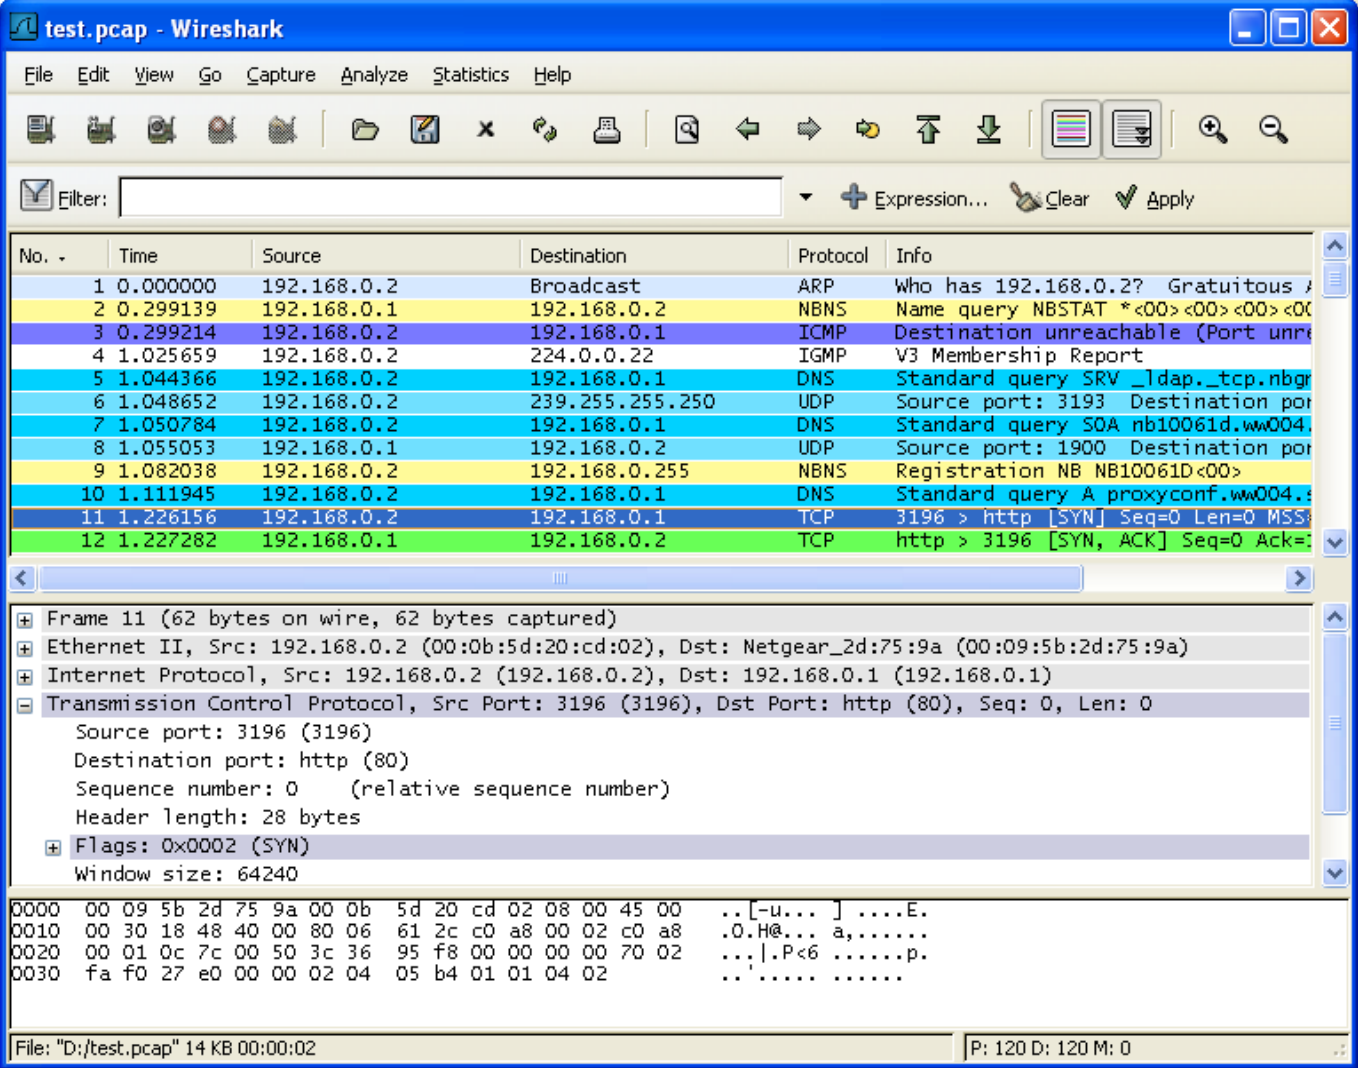 test.pcap - Wireshark
File Edit View Go Capture Analyze Statistics Help
Filter: Expression... Clear Apply
No. Time Source Destination Protocol Info
1 0.000000 192.168.0.2 Broadcast ARP Who has 192.168.0.2? Gratuitous
2 0.299139 192.168.0.1 192.168.0.2 NBNS Name query NBSTAT *<00><00><00><00
3 0.299214 192.168.0.2 192.168.0.1 ICMP Destination unreachable (Port unre
4 1.025659 192.168.0.2 224.0.0.22 IGMP V3 Membership Report
5 1.044366 192.168.0.2 192.168.0.1 DNS Standard query SRV _ldap._tcp.nbgr
6 1.048652 192.168.0.2 239.255.255.250 UDP Source port: 3193 Destination por
7 1.050784 192.168.0.2 192.168.0.1 DNS Standard query SOA nb10061d.ww004.
8 1.055053 192.168.0.1 192.168.0.2 UDP Source port: 1900 Destination por
9 1.082038 192.168.0.2 192.168.0.255 NBNS Registration NB NB10061D<00>
10 1.111945 192.168.0.2 192.168.0.1 DNS Standard query A proxyconf.ww004.s
11 1.226156 192.168.0.2 192.168.0.1 TCP 3196 > http [SYN] Seq=0 Len=0 MSS=
12 1.227282 192.168.0.1 192.168.0.2 TCP http > 3196 [SYN, ACK] Seq=0 Ack=1
Frame 11 (62 bytes on wire, 62 bytes captured)
Ethernet II, Src: 192.168.0.2 (00:0b:5d:20:cd:02), Dst: Netgear_2d:75:9a (00:09:5b:2d:75:9a)
Internet Protocol, Src: 192.168.0.2 (192.168.0.2), Dst: 192.168.0.1 (192.168.0.1)
Transmission Control Protocol, Src Port: 3196 (3196), Dst Port: http (80), Seq: 0, Len: 0
Source port: 3196 (3196)
Destination port: http (80)
Sequence number: 0 (relative sequence number)
Header length: 28 bytes
Flags: 0x0002 (SYN)
Window size: 64240
0000 00 09 5b 2d 75 9a 00 0b 5d 20 cd 02 08 00 45 00 ..[-u... ] ....E.
0010 00 30 18 48 40 00 80 06 61 2c c0 a8 00 02 c0 a8 .0.H@... a,......
0020 00 01 0c 7c 00 50 3c 36 95 f8 00 00 00 00 70 02 ...|.P<6 ......p.
0030 fa f0 27 e0 00 00 02 04 05 b4 01 01 04 02 ..'..... ......
File: "D:/test.pcap" 14 KB 00:00:02 P: 120 D: 120 M: 0